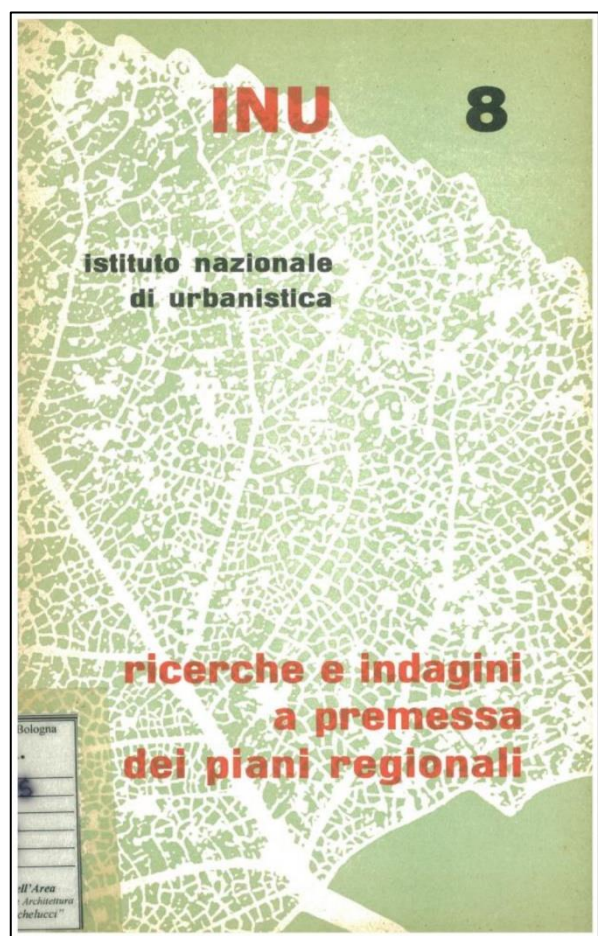 INU 8
istituto nazionale
di urbanistica
ricerche e indagini
a premessa
dei piani regionali
Bologna
ell'Area
Architettura
chelucci"